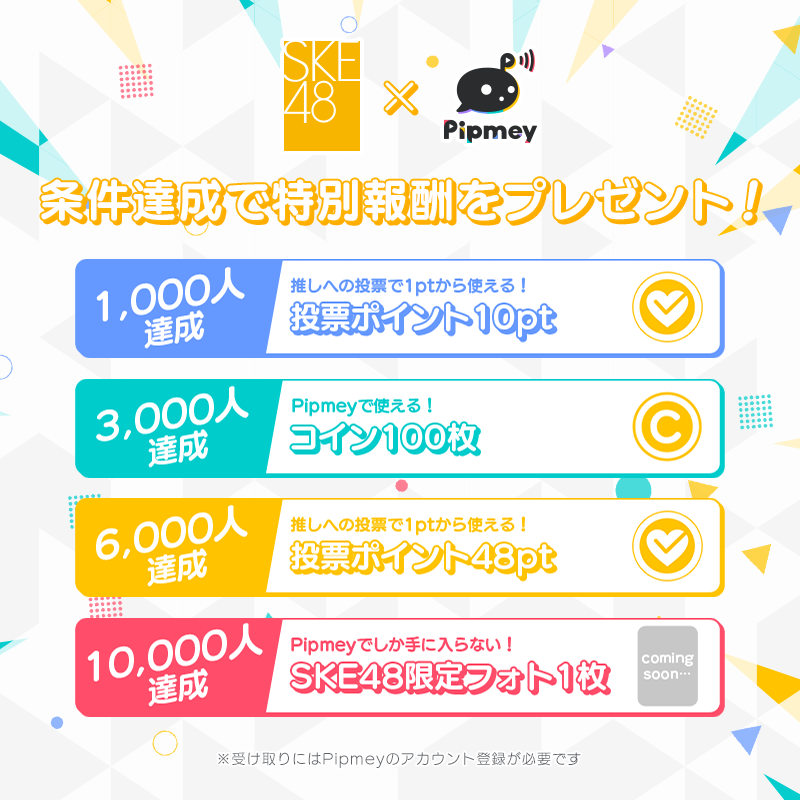 SKE
48
×
Pipmey
条件達成で特別報酬をプレゼント！
1,000人
達成
推しへの投票で1ptから使える！
投票ポイント10pt
3,000人
達成
Pipmeyで使える！
コイン100枚
C
6,000人
達成
推しへの投票で1ptから使える！
投票ポイント48pt
10,000人
達成
Pipmeyでしか手に入らない！
SKE48限定フォト1枚
coming
soon…
※受け取りにはPipmeyのアカウント登録が必要です